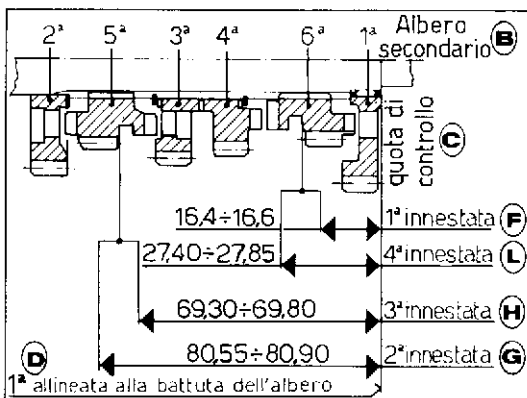 Albero
secondario B
2ª 5ª 3ª 4ª 6ª 1ª
quota di
controllo
C
16,4÷16,6 1ª innestata F
27,40÷27,85 4ª innestata L
69,30÷69,80 3ª innestata H
80,55÷80,90 2ª innestata G
D
1ª allineata alla battuta dell'albero